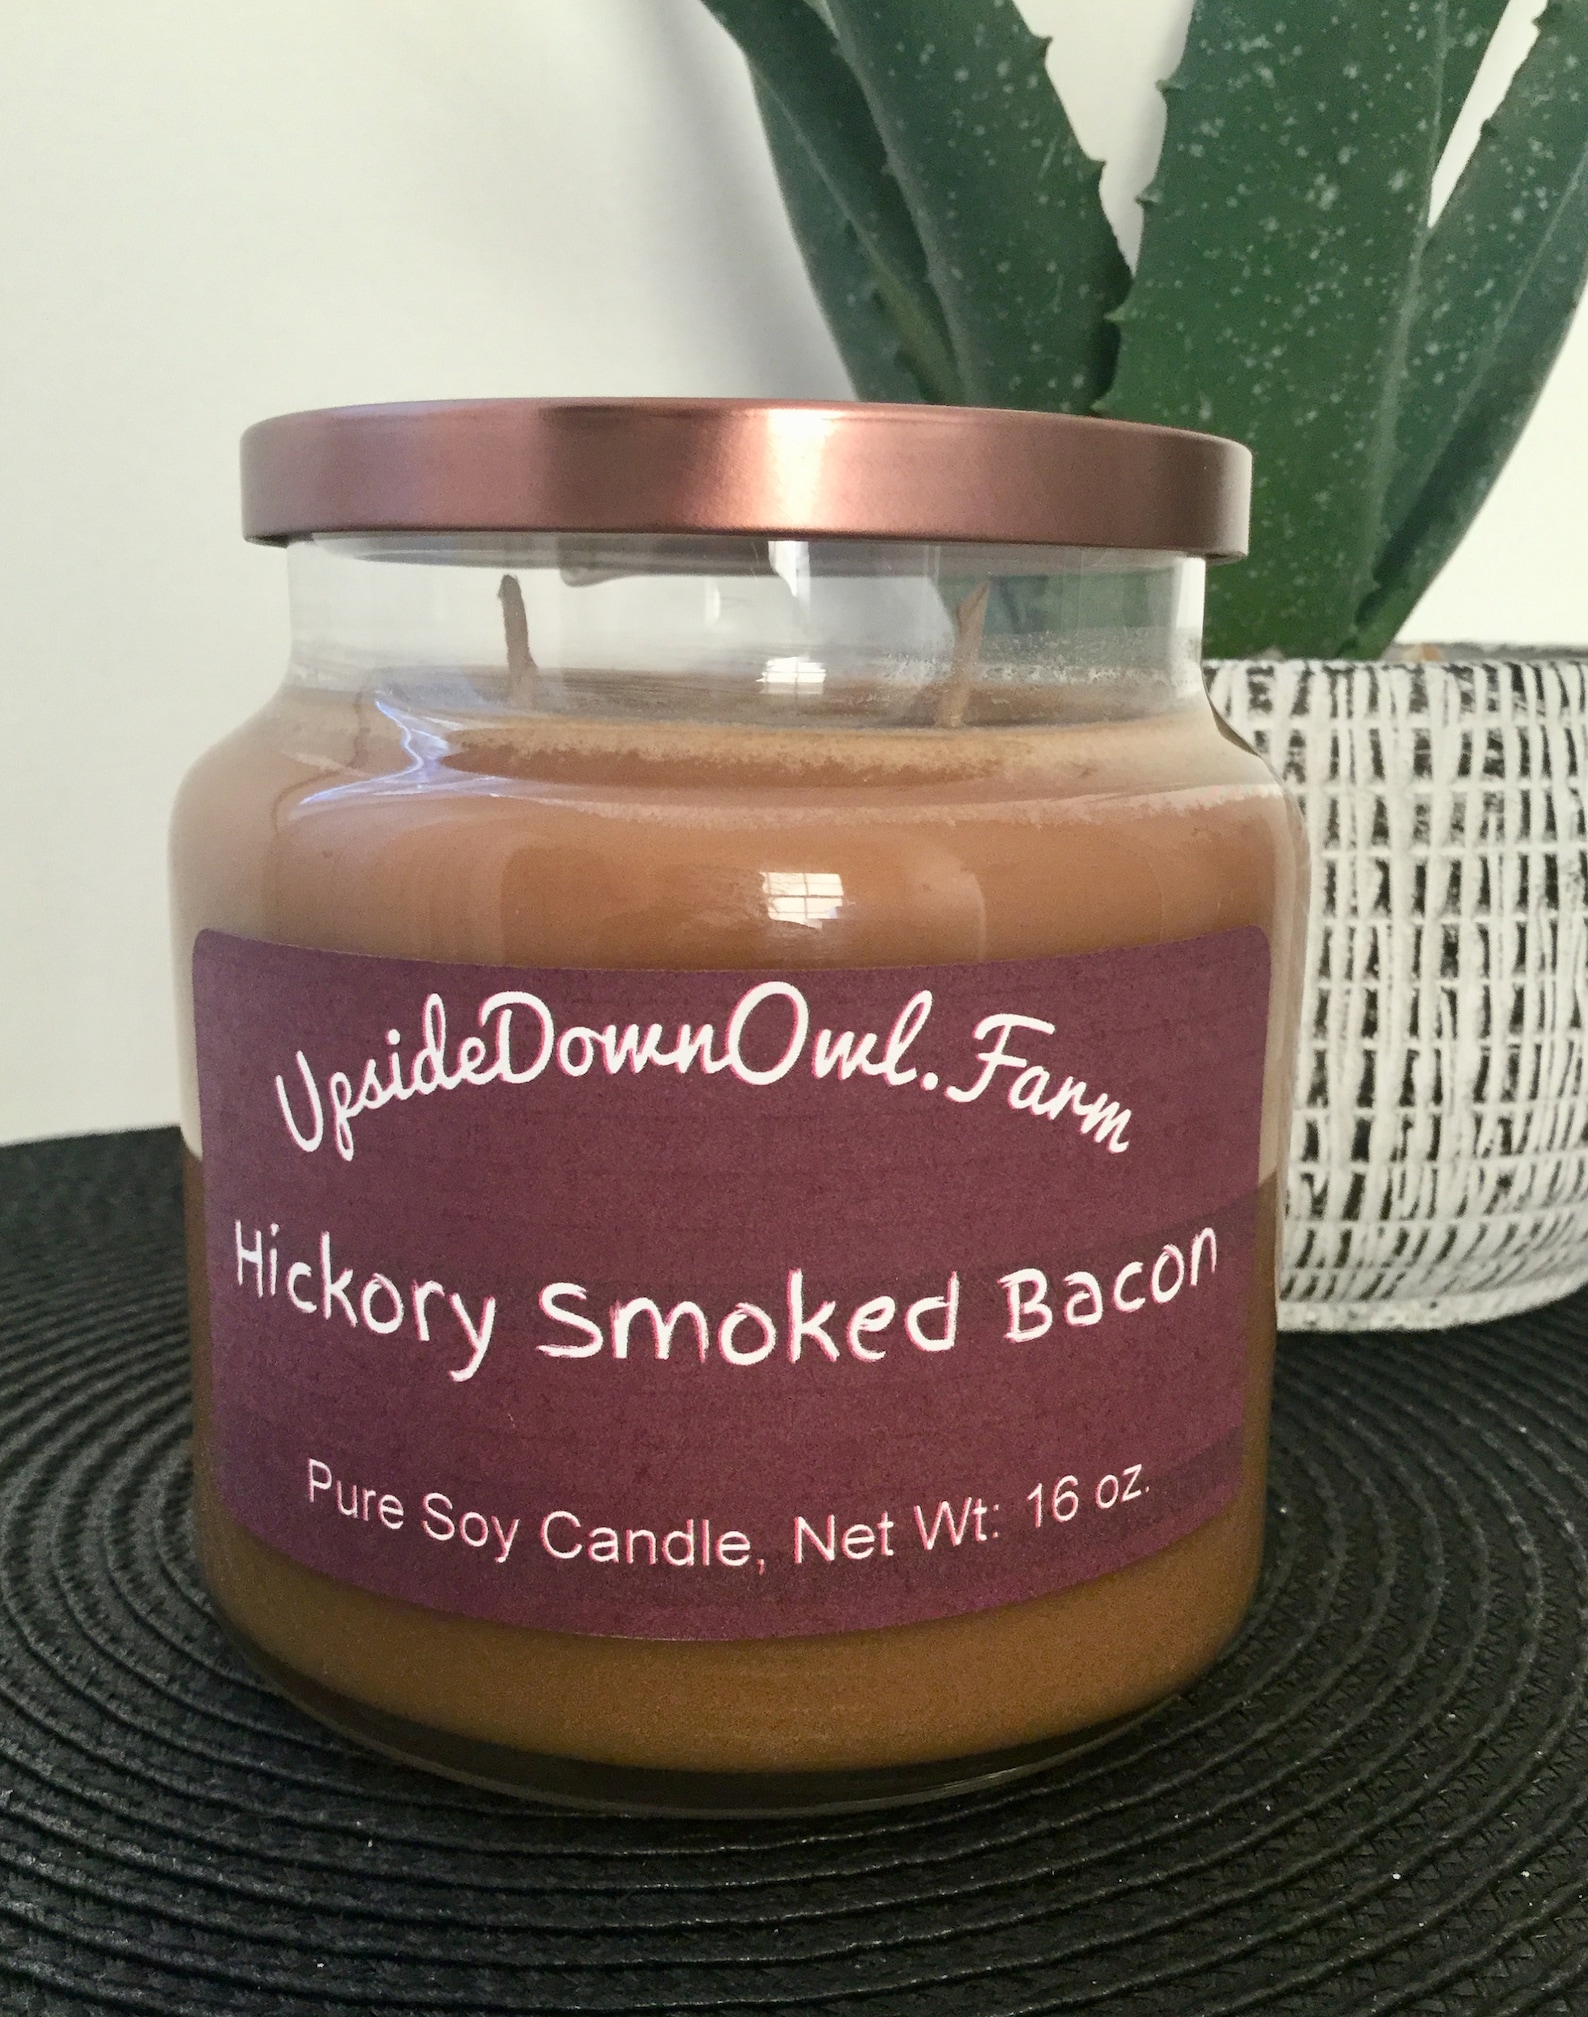 UpsideDownOwl.Farm
Hickory Smoked Bacon
Pure Soy Candle, Net Wt: 16 oz.